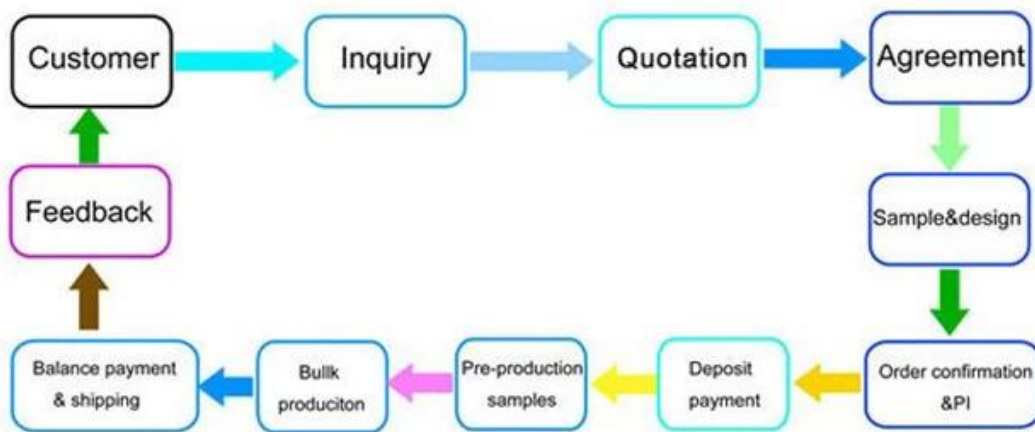 Customer
Inquiry
Quotation
Agreement
Sample&design
Order confirmation
&PI
Deposit
payment
Pre-production
samples
Bullk
produciton
Balance payment
& shipping
Feedback